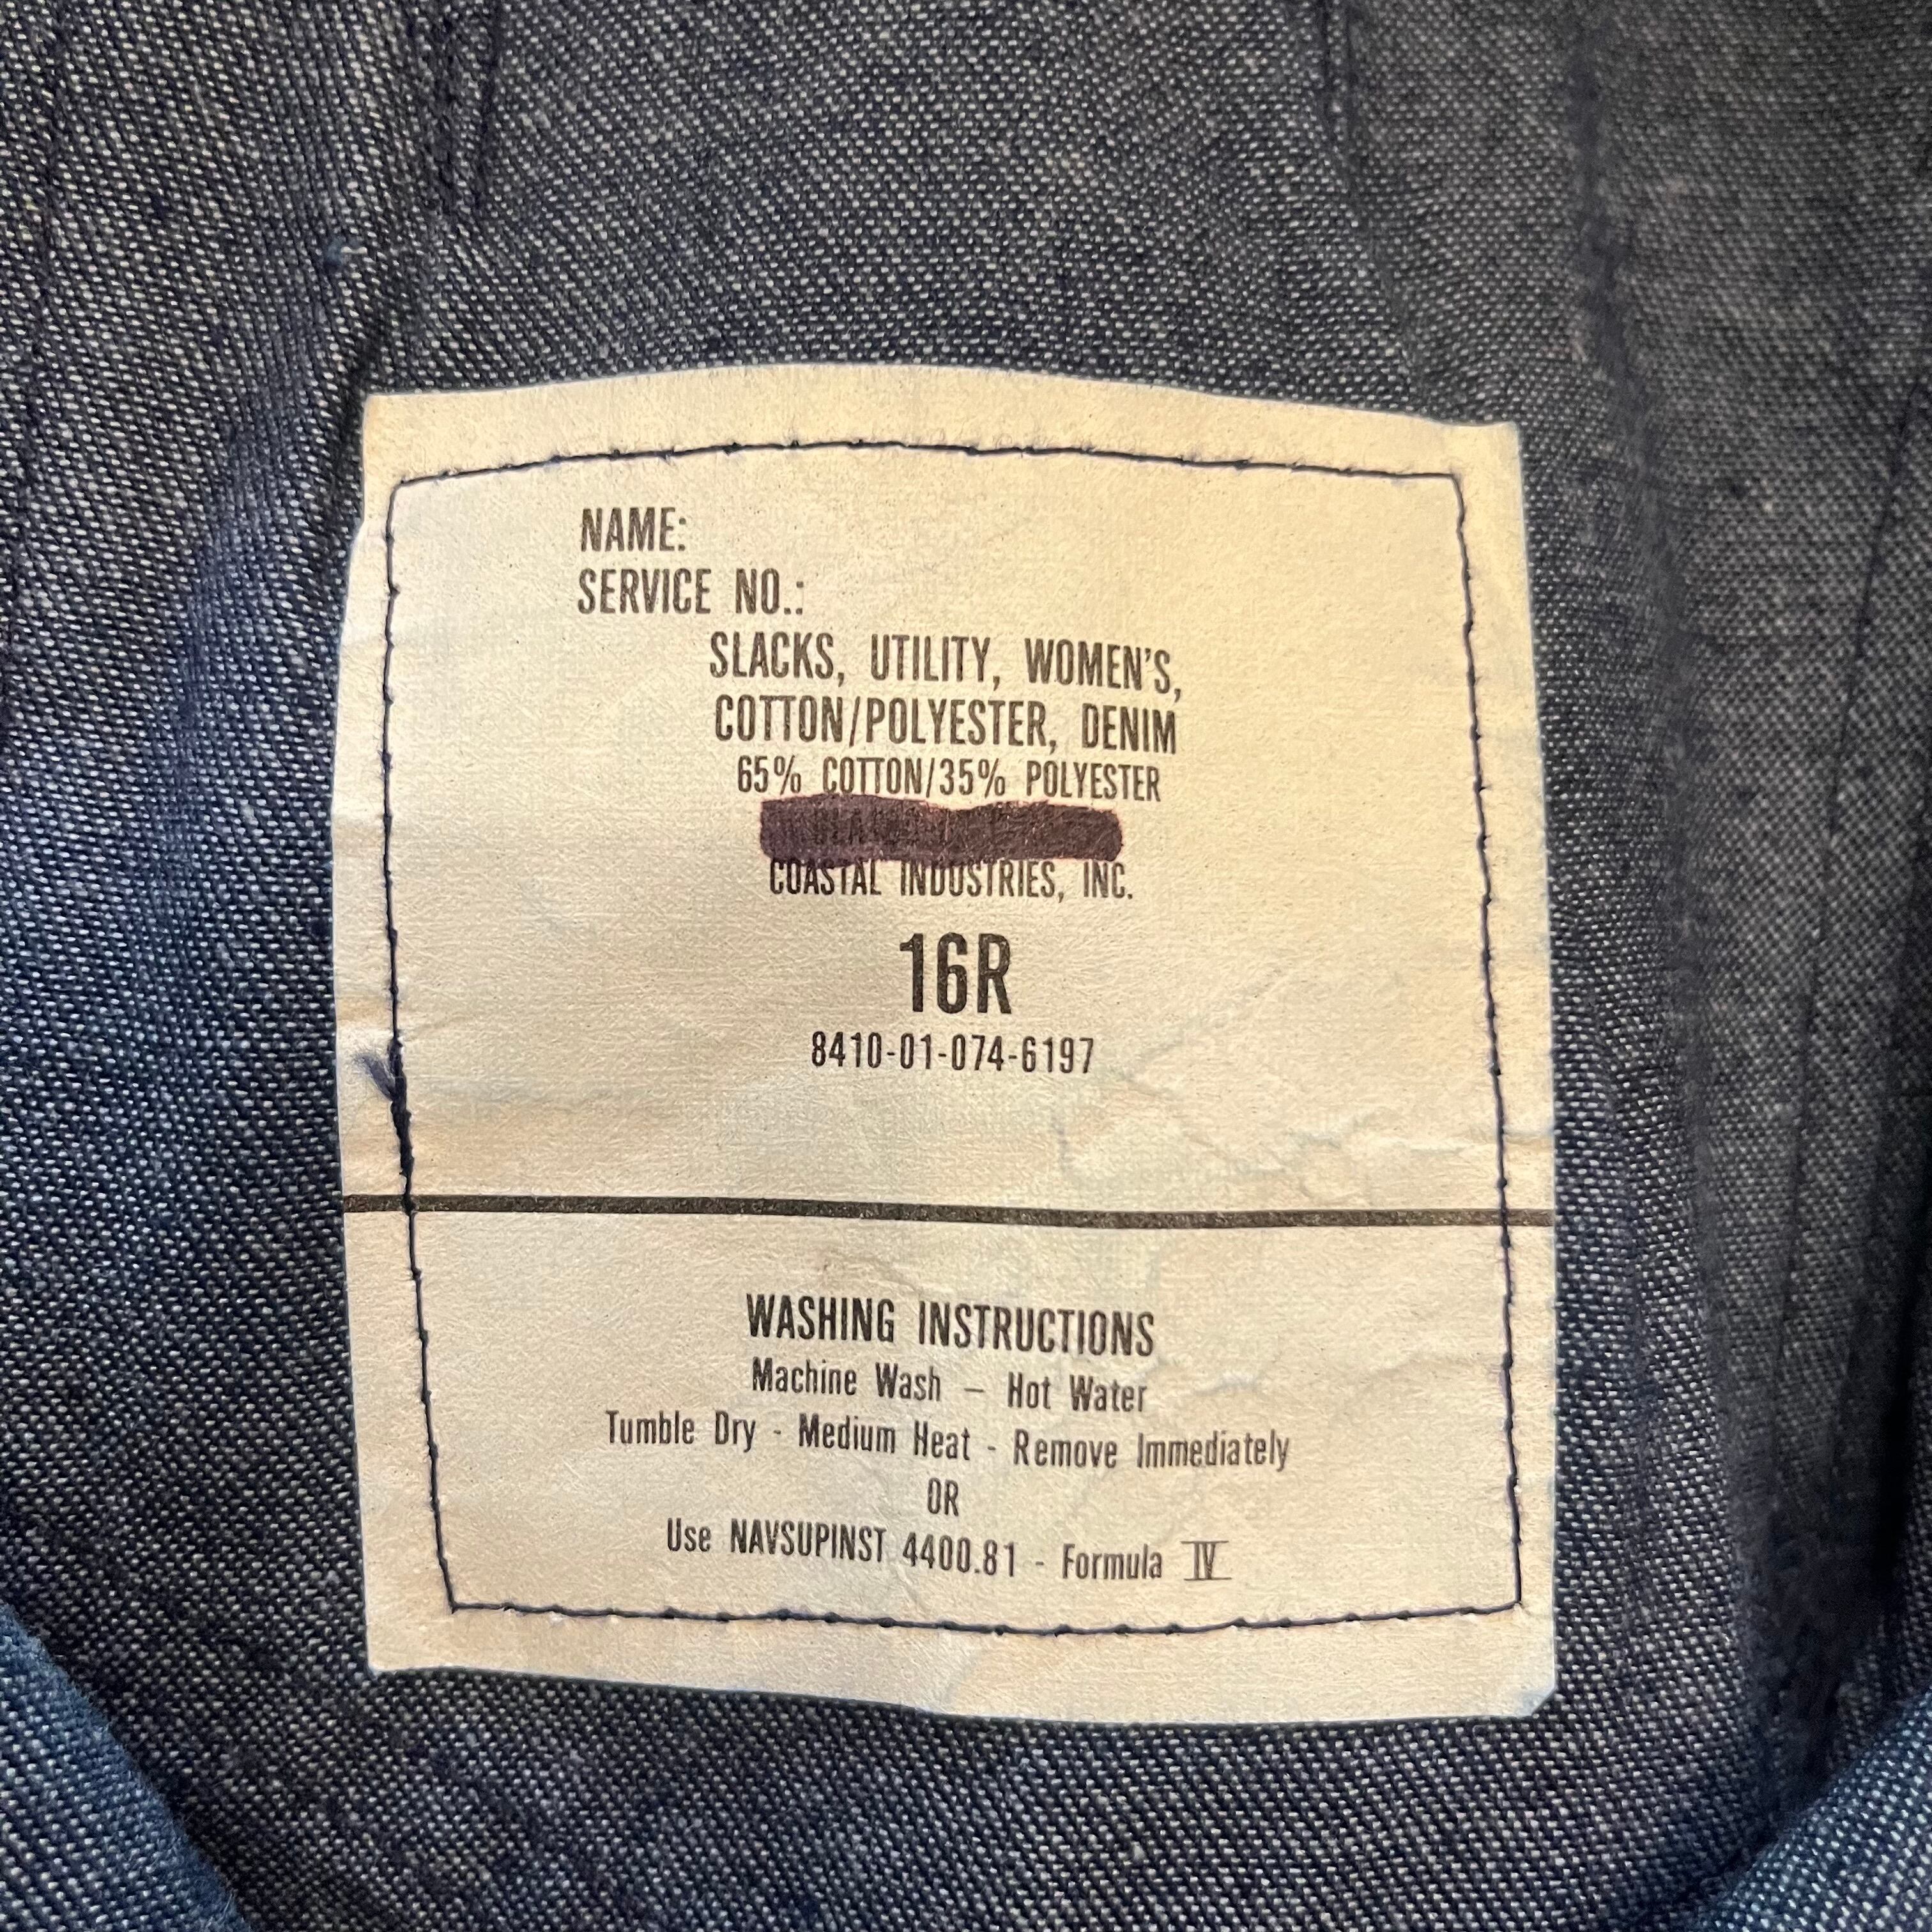 NAME:
SERVICE NO.:
SLACKS, UTILITY, WOMEN'S,
COTTON/POLYESTER, DENIM
65% COTTON/35% POLYESTER
COASTAL INDUSTRIES, INC.
16R
8410-01-074-6197
WASHING INSTRUCTIONS
Machine Wash – Hot Water
Tumble Dry - Medium Heat - Remove Immediately
OR
Use NAVSUPINST 4400.81 - Formula IV